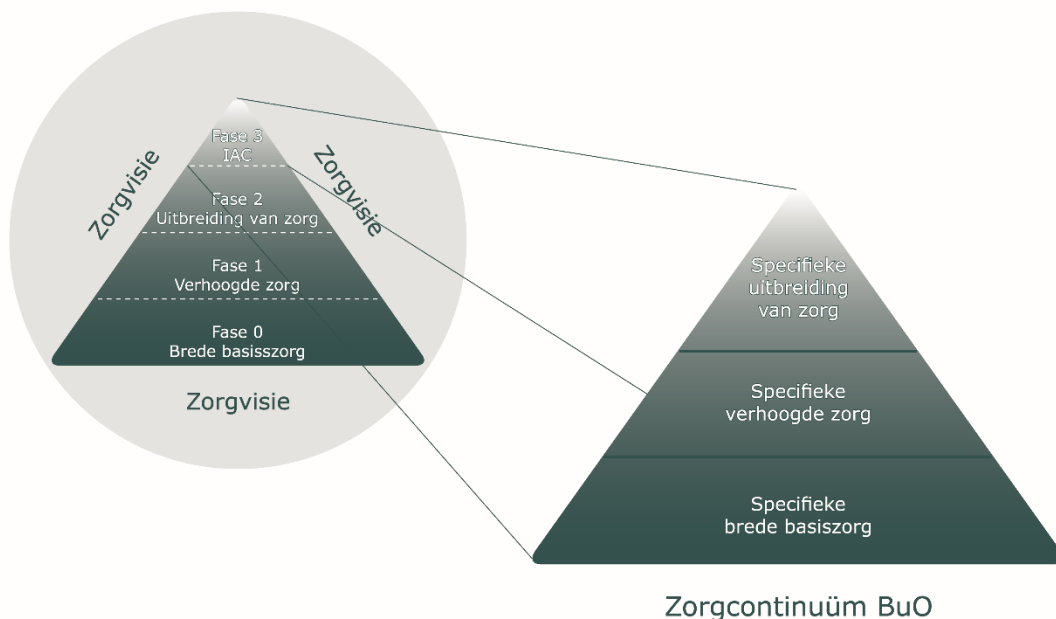 Fase 3
IAC
Zorgvisie
Zorgvisie
Fase 2
Uitbreiding van zorg
Fase 1
Verhoogde zorg
Fase 0
Brede basisszorg
Zorgvisie
Specifieke
uitbreiding
van zorg
Specifieke
verhoogde zorg
Specifieke
brede basiszorg
Zorgcontinuüm BuO